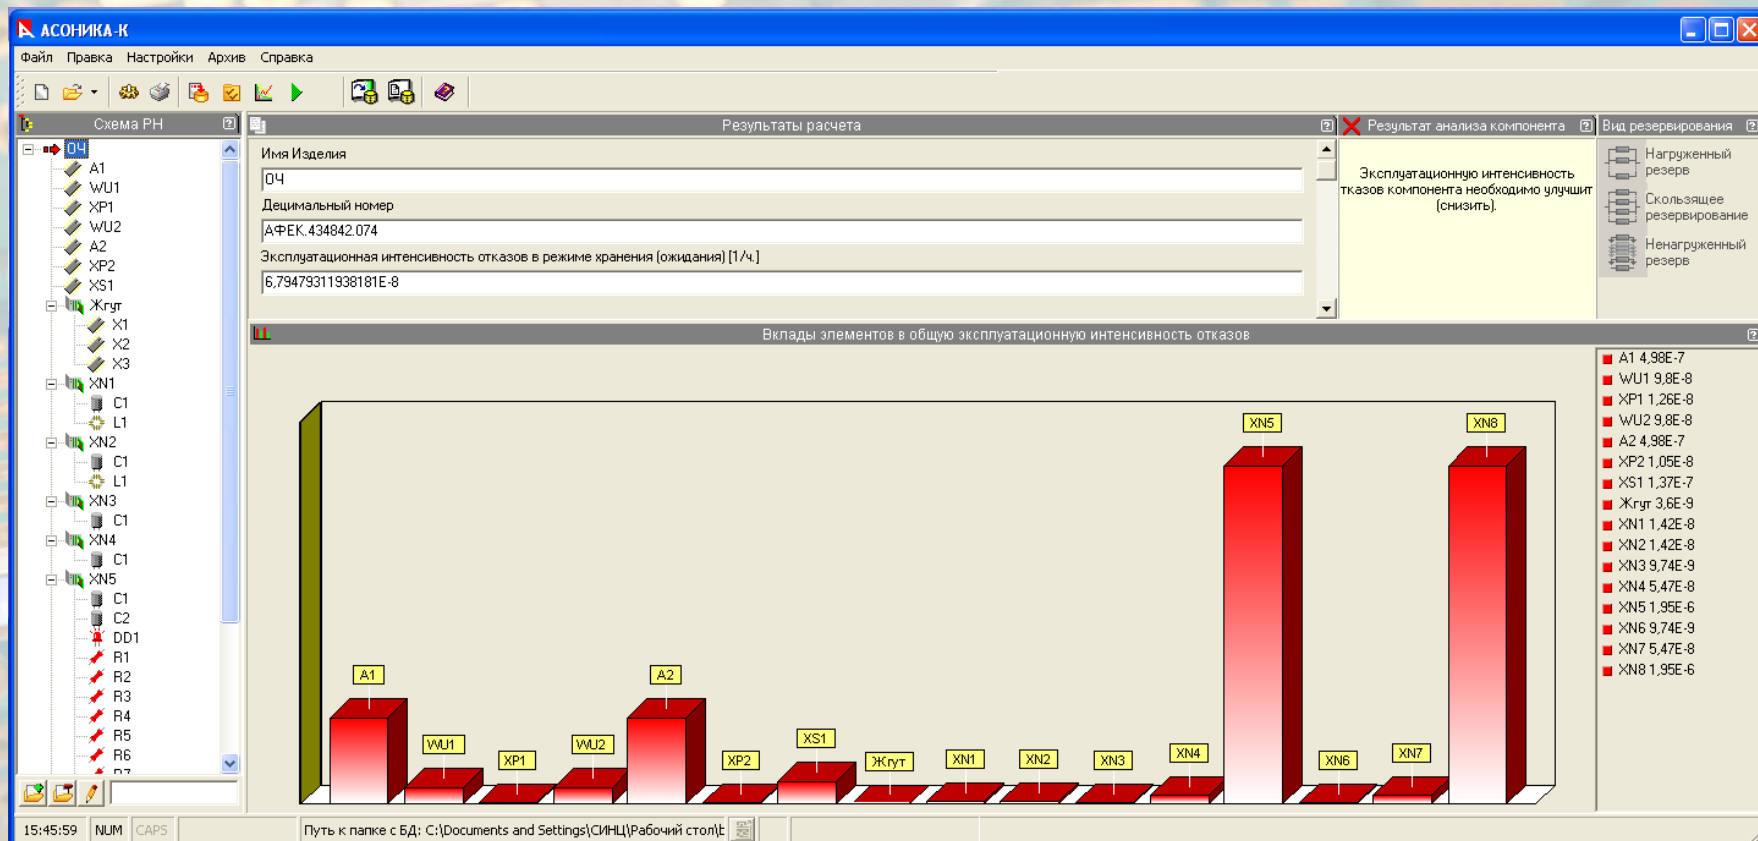 АСОНИКА-К
Файл Правка Настройки Архив Справка
Схема РН
Результаты расчета
Результат анализа компонента
Вид резервирования
ОЧ
A1
WU1
XP1
WU2
A2
XP2
XS1
Жгут
X1
X2
X3
XN1
C1
L1
XN2
C1
L1
XN3
C1
XN4
C1
XN5
C1
C2
DD1
R1
R2
R3
R4
R5
R6
Имя Изделия
ОЧ
Децимальный номер
АФЕК.434842.074
Эксплуатационная интенсивность отказов в режиме хранения (ожидания) [1/ч.]
6,79479311938181E-8
Эксплуатационную интенсивность
тказов компонента необходимо улучшит
(снизить).
Нагруженный
резерв
Скользящее
резервирование
Ненагруженный
резерв
Вклады элементов в общую эксплуатационную интенсивность отказов
A1
WU1
XP1
WU2
A2
XP2
XS1
Жгут
XN1
XN2
XN3
XN4
XN5
XN6
XN7
XN8
A1 4,98E-7
WU1 9,8E-8
XP1 1,26E-8
WU2 9,8E-8
A2 4,98E-7
XP2 1,05E-8
XS1 1,37E-7
Жгут 3,6E-9
XN1 1,42E-8
XN2 1,42E-8
XN3 9,74E-9
XN4 5,47E-8
XN5 1,95E-6
XN6 9,74E-9
XN7 5,47E-8
XN8 1,95E-6
15:45:59 NUM CAPS
Путь к папке с БД: C:\Documents and Settings\СИНЦ\Рабочий стол\